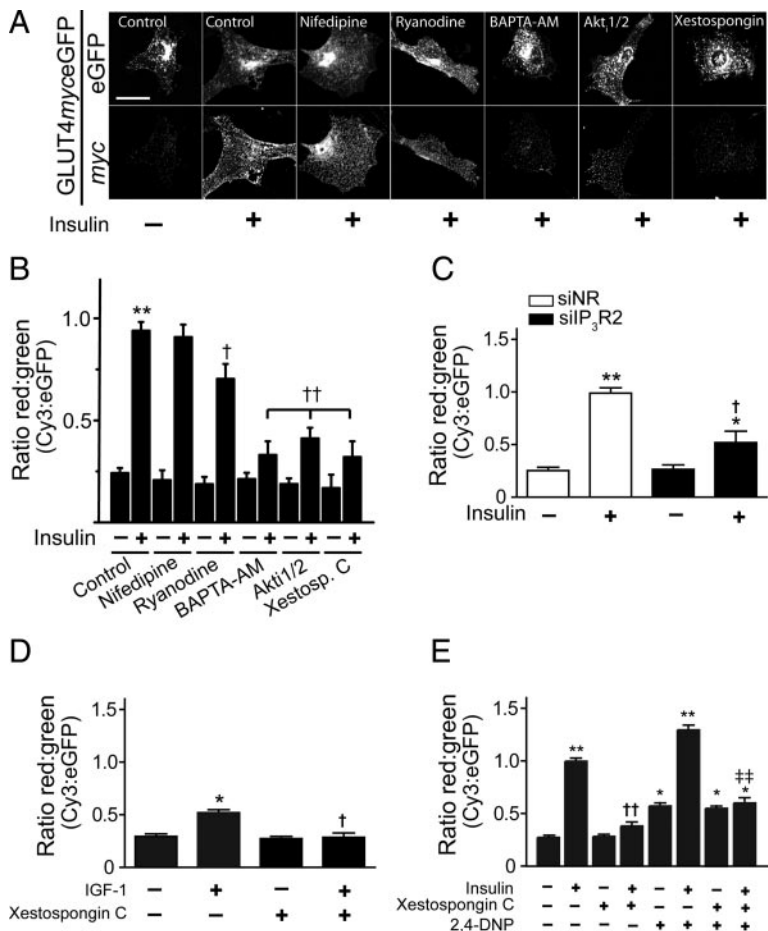 A
GLUT4myceGFP
eGFP
myc
Control Control Nifedipine Ryanodine BAPTA-AM Akti1/2 Xestospongin
Insulin − + + + + + +
B
Ratio red:green
(Cy3:eGFP)
1.0
0.5
** † ††
Insulin − + − + − + − + − + − +
Control Nifedipine Ryanodine BAPTA-AM Akti1/2 Xestosp. C
C
siNR
siIP3R2
Ratio red:green
(Cy3:eGFP)
1.5
1.0
0.5
0
** † *
Insulin − + − +
D
Ratio red:green
(Cy3:eGFP)
1.5
1.0
0.5
0
* †
IGF-1 − + − +
Xestospongin C − − + +
E
Ratio red:green
(Cy3:eGFP)
1.5
1.0
0.5
0
** †† * ** * ‡‡ *
Insulin − + − + − + − +
Xestospongin C − − + + − − + +
2.4-DNP − − − − + + + +